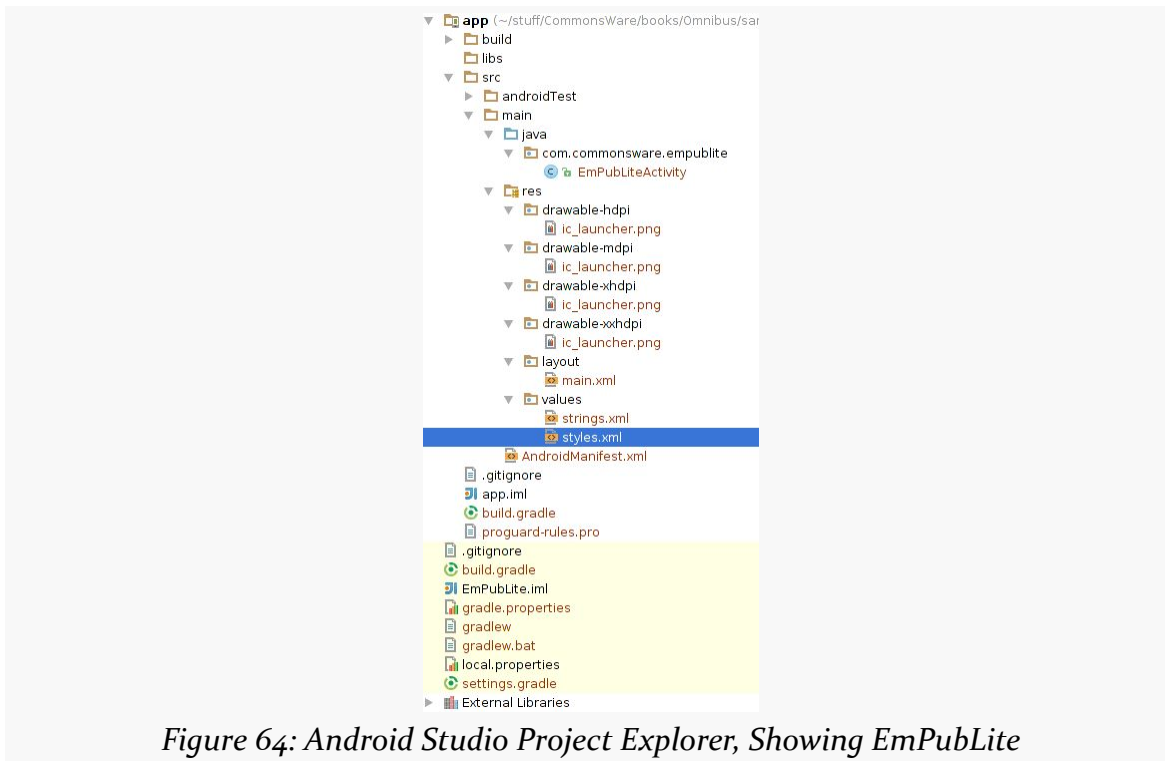 app (~/stuff/CommonsWare/books/Omnibus/sar
build
libs
src
androidTest
main
java
com.commonsware.empublite
EmPubLiteActivity
res
drawable-hdpi
ic_launcher.png
drawable-mdpi
ic_launcher.png
drawable-xhdpi
ic_launcher.png
drawable-xxhdpi
ic_launcher.png
layout
main.xml
values
strings.xml
styles.xml
AndroidManifest.xml
.gitignore
app.iml
build.gradle
proguard-rules.pro
.gitignore
build.gradle
EmPubLite.iml
gradle.properties
gradlew
gradlew.bat
local.properties
settings.gradle
External Libraries
Figure 64: Android Studio Project Explorer, Showing EmPubLite